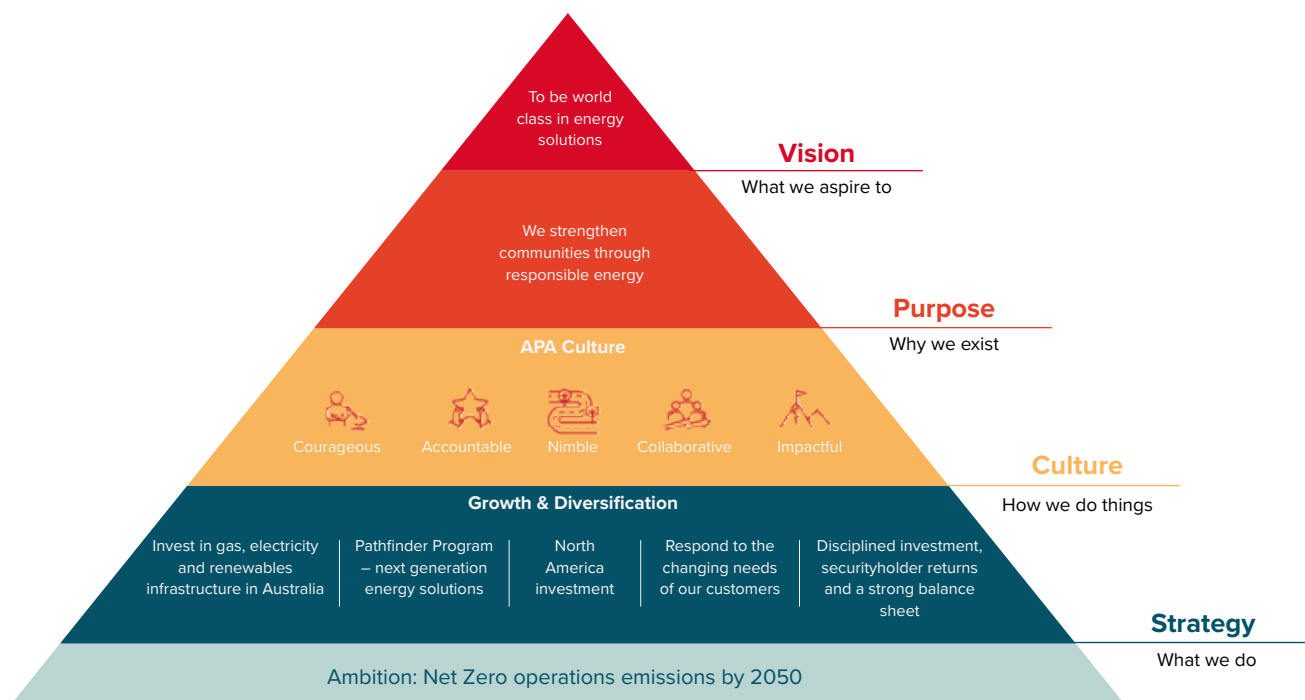 To be world
class in energy
solutions
Vision
What we aspire to
We strengthen
communities through
responsible energy
Purpose
Why we exist
APA Culture
Courageous
Accountable
Nimble
Collaborative
Impactful
Culture
How we do things
Growth & Diversification
Invest in gas, electricity
and renewables
infrastructure in Australia
Pathfinder Program
– next generation
energy solutions
North
America
investment
Respond to the
changing needs
of our customers
Disciplined investment,
securityholder returns
and a strong balance
sheet
Strategy
What we do
Ambition: Net Zero operations emissions by 2050